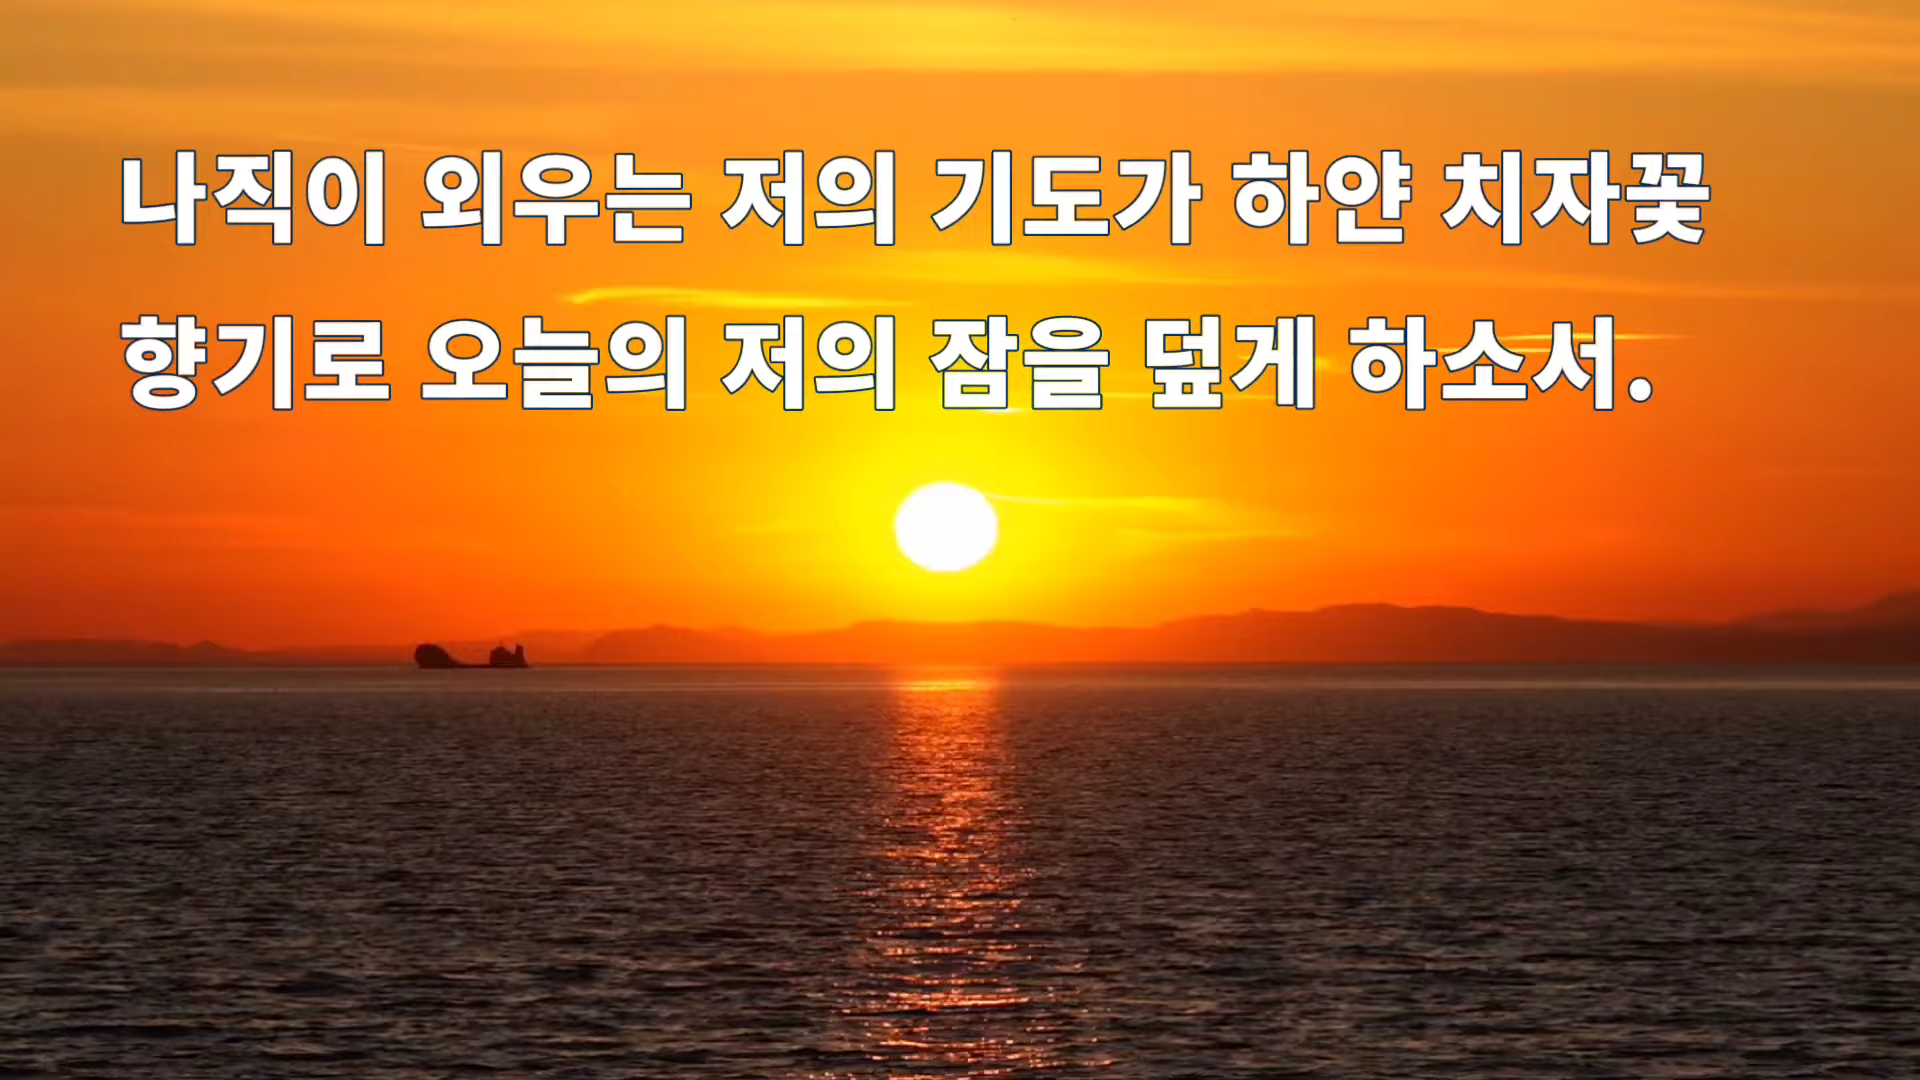 나직이 외우는 저의 기도가 하얀 치자꽃
향기로 오늘의 저의 잠을 덮게 하소서.